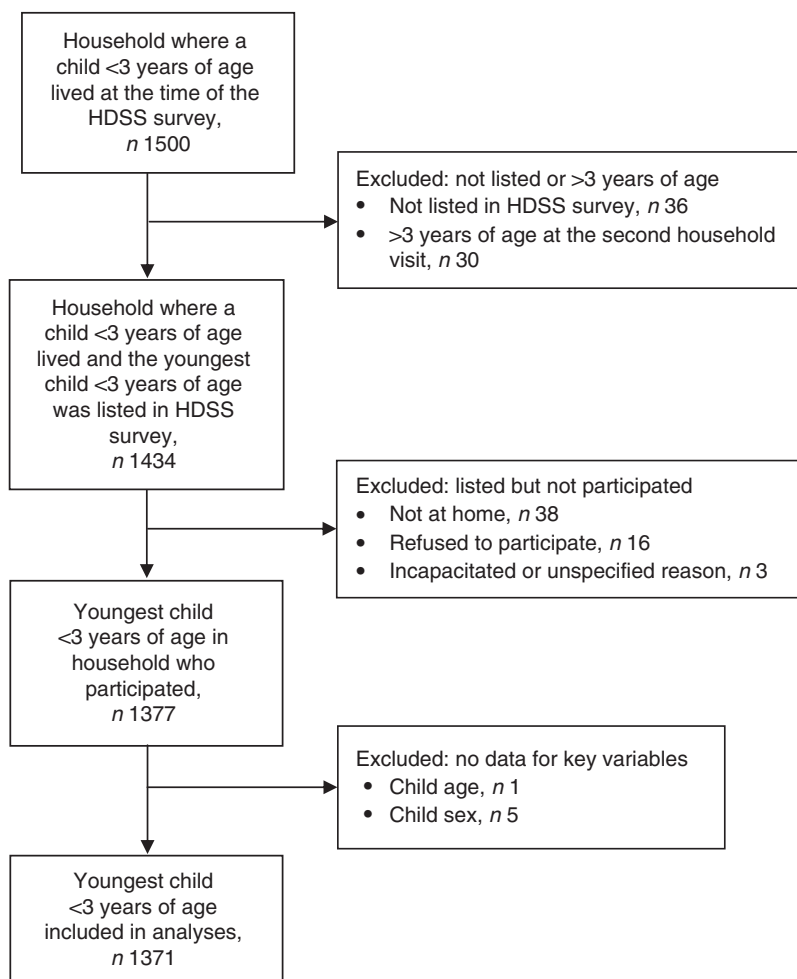 Household where a
child <3 years of age
lived at the time of the
HDSS survey,
n 1500
Excluded: not listed or >3 years of age
• Not listed in HDSS survey, n 36
• >3 years of age at the second household
visit, n 30
Household where a
child <3 years of age
lived and the youngest
child <3 years of age
was listed in HDSS
survey,
n 1434
Excluded: listed but not participated
• Not at home, n 38
• Refused to participate, n 16
• Incapacitated or unspecified reason, n 3
Youngest child
<3 years of age in
household who
participated,
n 1377
Excluded: no data for key variables
• Child age, n 1
• Child sex, n 5
Youngest child
<3 years of age
included in analyses,
n 1371